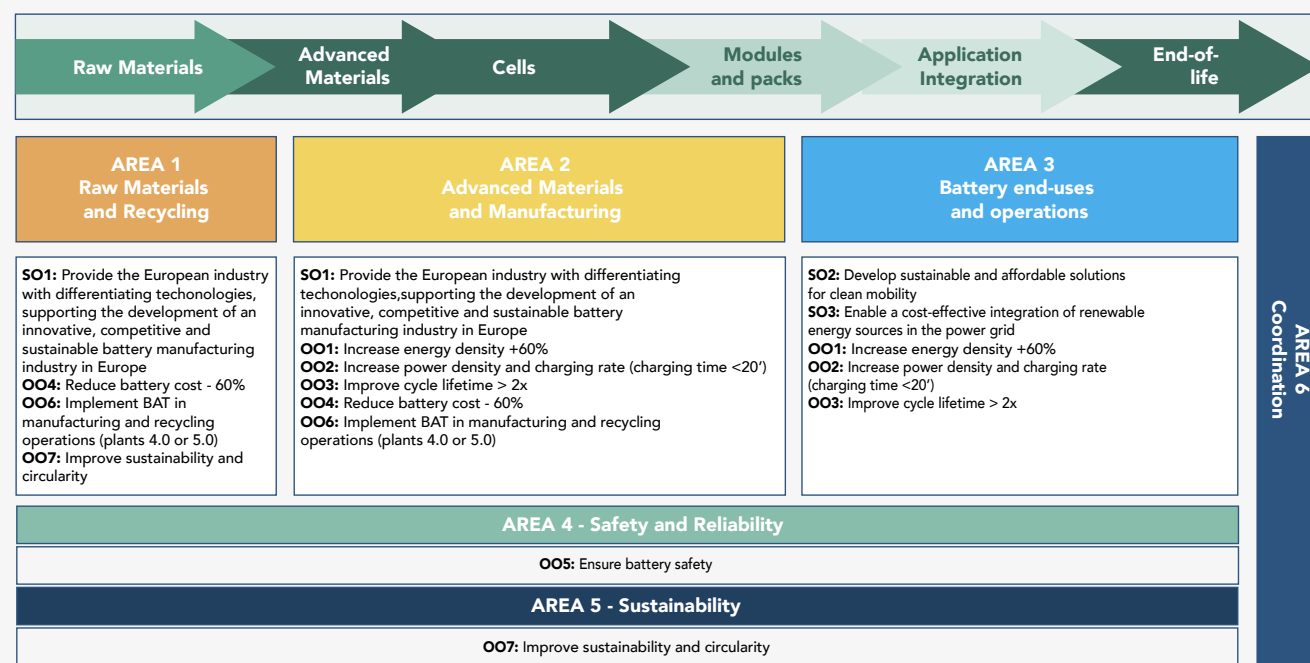 Raw Materials
Advanced
Materials
Cells
Modules
and packs
Application
Integration
End-of-
life
AREA 1
Raw Materials
and Recycling
AREA 2
Advanced Materials
and Manufacturing
AREA 3
Battery end-uses
and operations
SO1: Provide the European industry
with differentiating techonologies,
supporting the development of an
innovative, competitive and
sustainable battery manufacturing
industry in Europe
OO4: Reduce battery cost - 60%
OO6: Implement BAT in
manufacturing and recycling
operations (plants 4.0 or 5.0)
OO7: Improve sustainability and
circularity
SO1: Provide the European industry with differentiating
techonologies,supporting the development of an
innovative, competitive and sustainable battery
manufacturing industry in Europe
OO1: Increase energy density +60%
OO2: Increase power density and charging rate (charging time <20’)
OO3: Improve cycle lifetime > 2x
OO4: Reduce battery cost - 60%
OO6: Implement BAT in manufacturing and recycling
operations (plants 4.0 or 5.0)
SO2: Develop sustainable and affordable solutions
for clean mobility
SO3: Enable a cost-effective integration of renewable
energy sources in the power grid
OO1: Increase energy density +60%
OO2: Increase power density and charging rate
(charging time <20’)
OO3: Improve cycle lifetime > 2x
AREA 4 - Safety and Reliability
OO5: Ensure battery safety
AREA 5 - Sustainability
OO7: Improve sustainability and circularity
AREA 6
Coordination